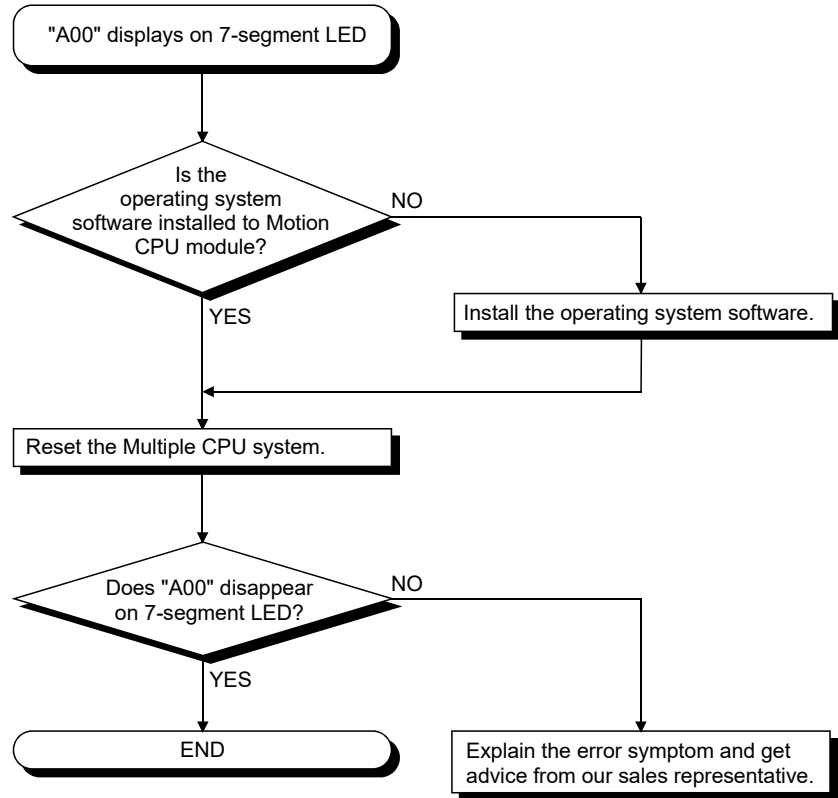 "A00" displays on 7-segment LED
Is the
operating system
software installed to Motion
CPU module?
NO
YES
Install the operating system software.
Reset the Multiple CPU system.
Does "A00" disappear
on 7-segment LED?
NO
YES
END
Explain the error symptom and get
advice from our sales representative.